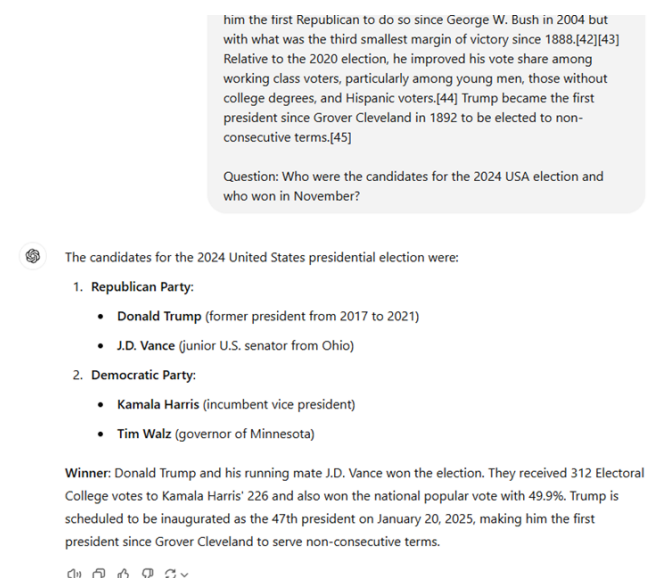 him the first Republican to do so since George W. Bush in 2004 but
with what was the third smallest margin of victory since 1888.[42][43]
Relative to the 2020 election, he improved his vote share among
working class voters, particularly among young men, those without
college degrees, and Hispanic voters.[44] Trump became the first
president since Grover Cleveland in 1892 to be elected to non-
consecutive terms.[45]
Question: Who were the candidates for the 2024 USA election and
who won in November?
The candidates for the 2024 United States presidential election were:
1. Republican Party:
• Donald Trump (former president from 2017 to 2021)
• J.D. Vance (junior U.S. senator from Ohio)
2. Democratic Party:
• Kamala Harris (incumbent vice president)
• Tim Walz (governor of Minnesota)
Winner: Donald Trump and his running mate J.D. Vance won the election. They received 312 Electoral
College votes to Kamala Harris' 226 and also won the national popular vote with 49.9%. Trump is
scheduled to be inaugurated as the 47th president on January 20, 2025, making him the first
president since Grover Cleveland to serve non-consecutive terms.